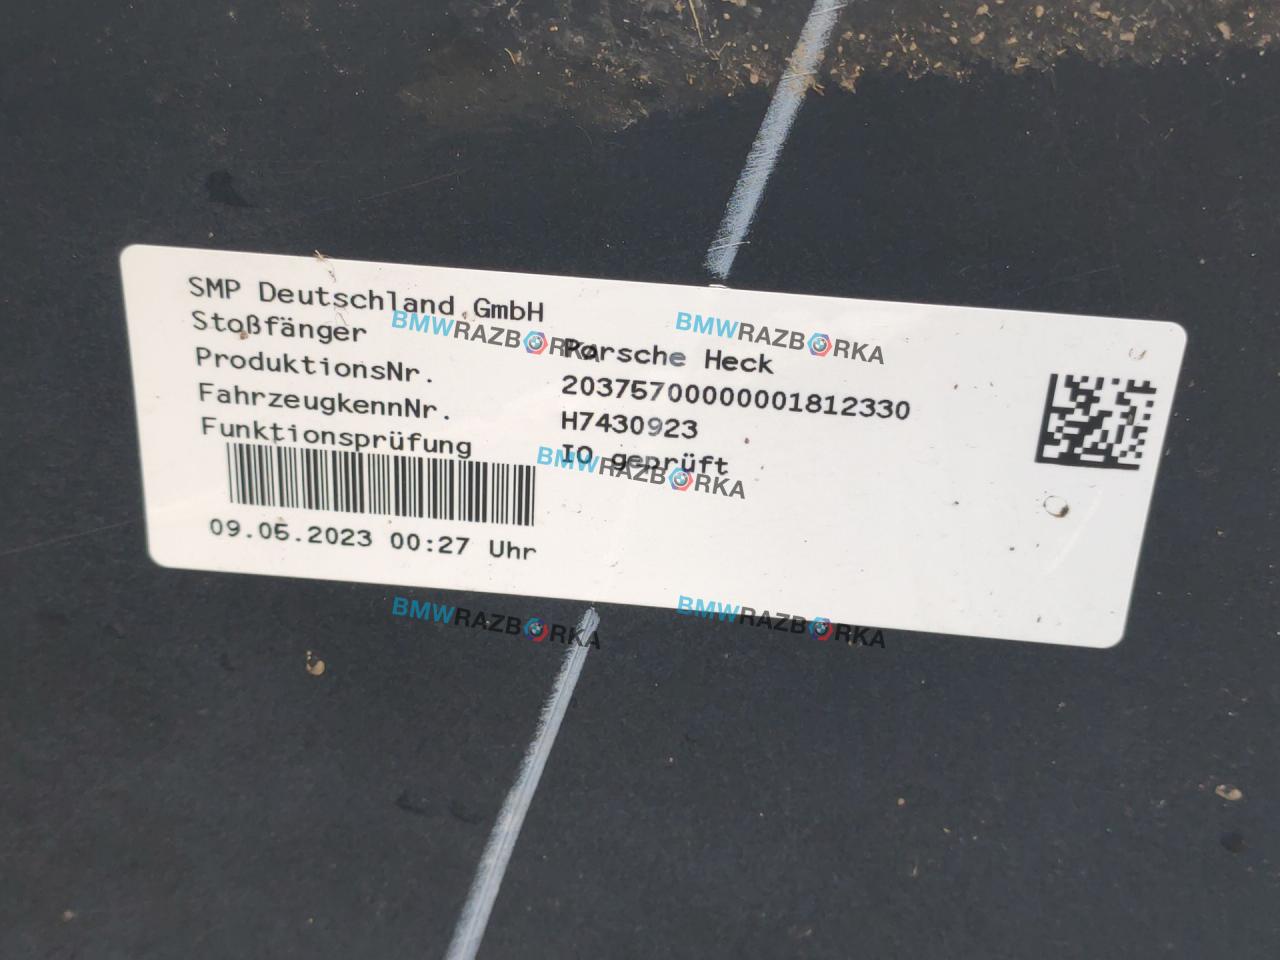 SMP Deutschland GmbH
Stoßfänger Porsche Heck
ProduktionsNr. 20375700000001812330
FahrzeugkennNr. H7430923
Funktionsprüfung IO geprüft
09.05.2023 00:27 Uhr
BMWRAZBORKA
BMWRAZBORKA
BMWRAZBORKA
BMWRAZBORKA
BMWRAZBORKA